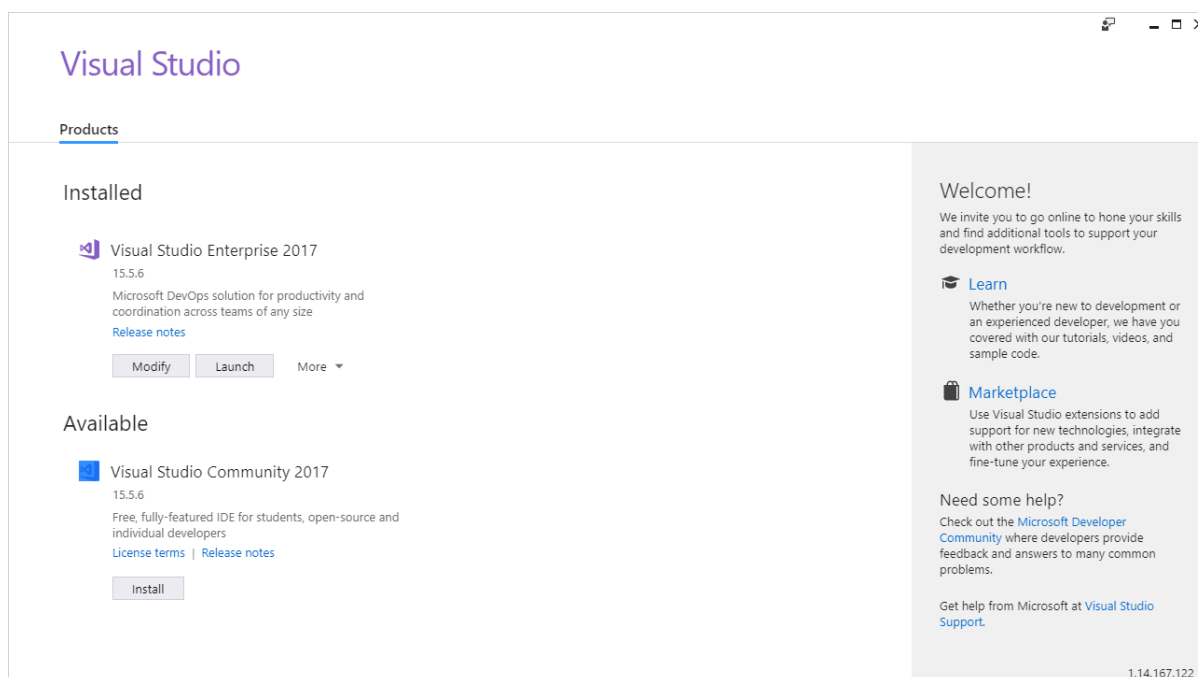 Visual Studio
Products
Installed
Visual Studio Enterprise 2017
15.5.6
Microsoft DevOps solution for productivity and
coordination across teams of any size
Release notes
Modify
Launch
More
Available
Visual Studio Community 2017
15.5.6
Free, fully-featured IDE for students, open-source and
individual developers
License terms | Release notes
Install
Welcome!
We invite you to go online to hone your skills
and find additional tools to support your
development workflow.
Learn
Whether you're new to development or
an experienced developer, we have you
covered with our tutorials, videos, and
sample code.
Marketplace
Use Visual Studio extensions to add
support for new technologies, integrate
with other products and services, and
fine-tune your experience.
Need some help?
Check out the Microsoft Developer
Community where developers provide
feedback and answers to many common
problems.
Get help from Microsoft at Visual Studio
Support.
1.14.167.122